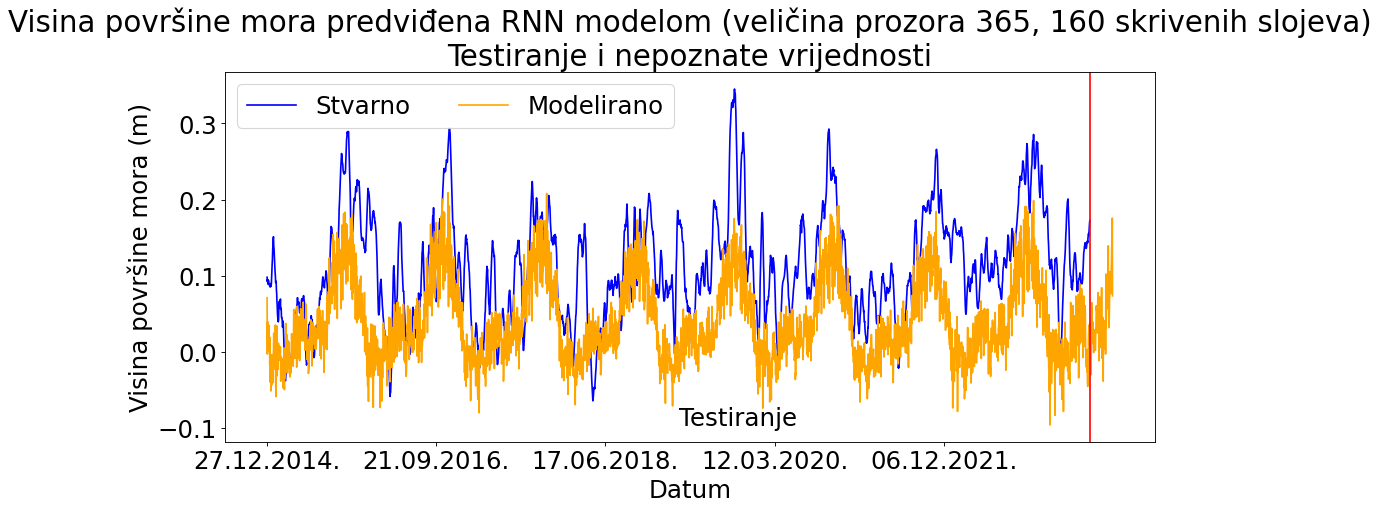 Visina površine mora predviđena RNN modelom (veličina prozora 365, 160 skrivenih slojeva)
Testiranje i nepoznate vrijednosti
Stvarno
Modelirano
Visina površine mora (m)
0.3
0.2
0.1
0.0
−0.1
Testiranje
27.12.2014.
21.09.2016.
17.06.2018.
12.03.2020.
06.12.2021.
Datum